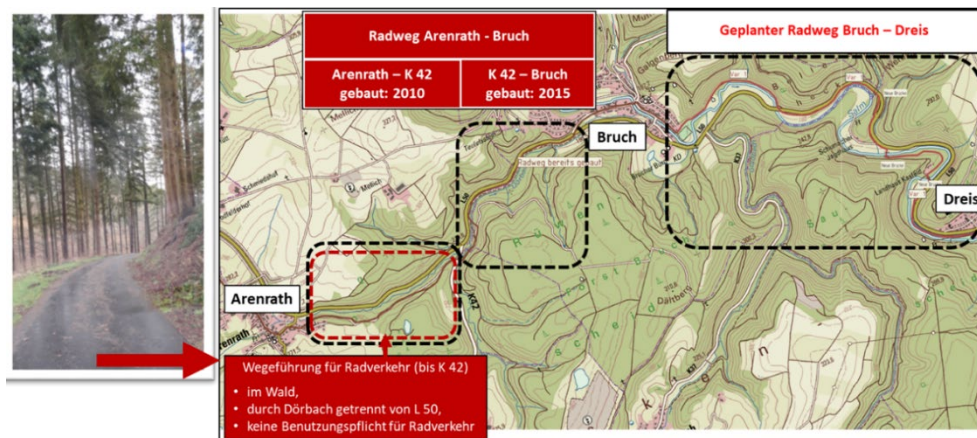 Radweg Arenrath - Bruch
Arenrath – K 42
gebaut: 2010
K 42 – Bruch
gebaut: 2015
Geplanter Radweg Bruch – Dreis
Bruch
Radweg bereits gebaut
Dreis
Arenrath
K42
Mellich
L50
Wegeführung für Radverkehr (bis K 42)
• im Wald,
• durch Dörbach getrennt von L 50,
• keine Benutzungspflicht für Radverkehr